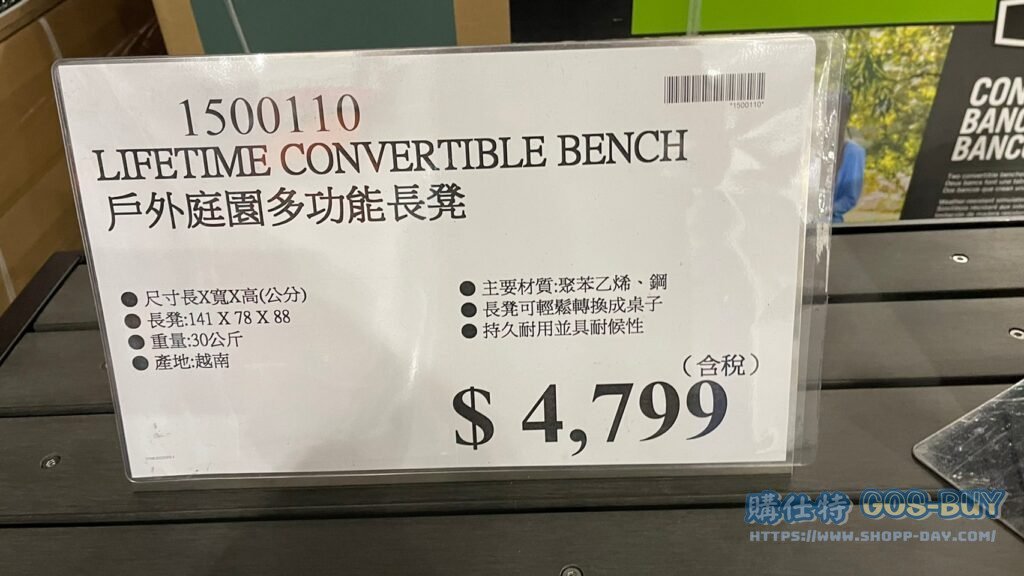 1500110
*1500110*
LIFETIME CONVERTIBLE BENCH
戶外庭園多功能長凳
● 尺寸長X寬X高(公分)
● 長凳:141 X 78 X 88
● 重量:30公斤
● 產地:越南
● 主要材質:聚苯乙烯、鋼
● 長凳可輕鬆轉換成桌子
● 持久耐用並具耐候性
（含稅）
$ 4,799
CON
BANC
BANC
購仕特 GOS-BUY
HTTPS://WWW.SHOPP-DAY.COM/